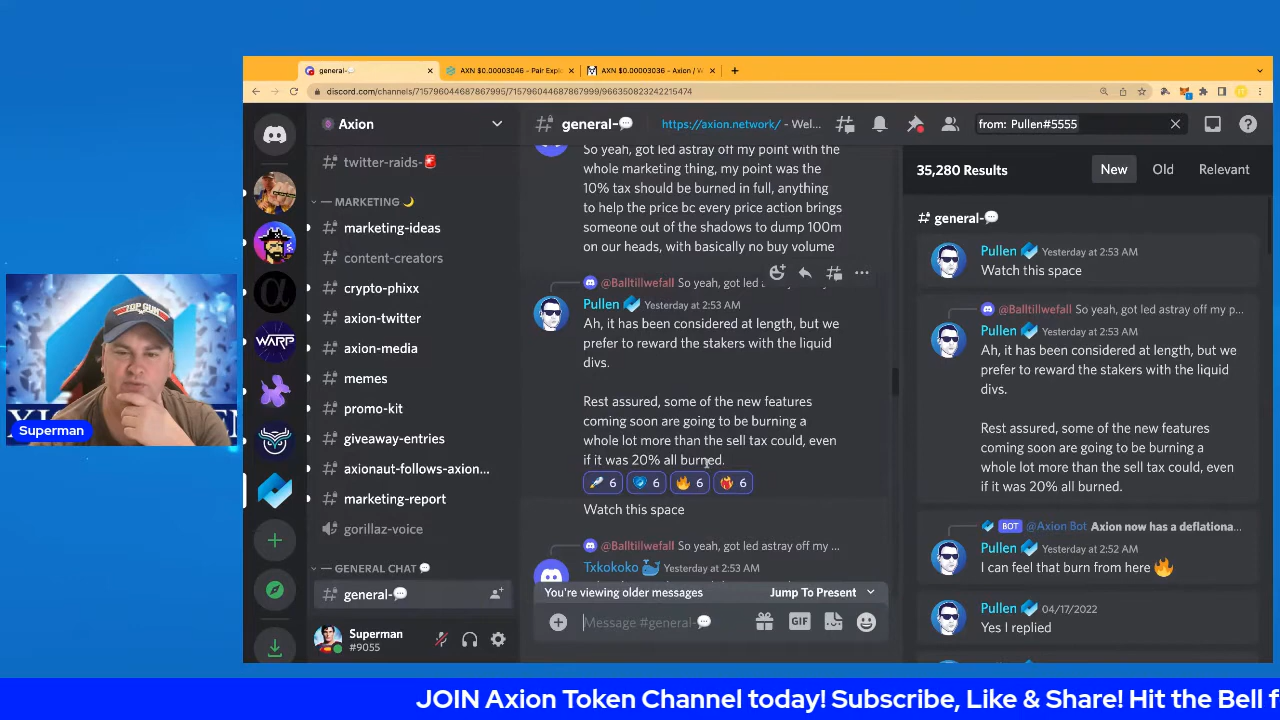 general-
AXN $0.00003046 - Pair Expl
AXN $0.00003036 - Axion / V
discord.com/channels/715796044687867995/715796044687867999/966350823242215474
Axion
twitter-raids-
MARKETING
marketing-ideas
content-creators
crypto-phixx
axion-twitter
axion-media
memes
promo-kit
giveaway-entries
axionaut-follows-axion...
marketing-report
gorillaz-voice
GENERAL CHAT
general-
Superman
#9055
WARP
general-
https://axion.network/ - Wel...
from: Pullen#5555
So yeah, got led astray off my point with the
whole marketing thing, my point was the
10% tax should be burned in full, anything
to help the price bc every price action brings
someone out of the shadows to dump 100m
on our heads, with basically no buy volume
@Balltillwefall So yeah, got led
Pullen Yesterday at 2:53 AM
Ah, it has been considered at length, but we
prefer to reward the stakers with the liquid
divs.
Rest assured, some of the new features
coming soon are going to be burning a
whole lot more than the sell tax could, even
if it was 20% all burned.
6 6 6 6
Watch this space
@Balltillwefall So yeah, got led astray off my ...
Txkokoko Yesterday at 2:53 AM
You're viewing older messages Jump To Present
Message #general-
GIF
35,280 Results
New Old Relevant
general-
Pullen Yesterday at 2:53 AM
Watch this space
@Balltillwefall So yeah, got led astray off my p...
Pullen Yesterday at 2:53 AM
Ah, it has been considered at length, but we
prefer to reward the stakers with the liquid
divs.
Rest assured, some of the new features
coming soon are going to be burning a
whole lot more than the sell tax could, even
if it was 20% all burned.
BOT @Axion Bot Axion now has a deflationa...
Pullen Yesterday at 2:52 AM
I can feel that burn from here
Pullen 04/17/2022
Yes I replied
TOP GUN
Superman
JOIN Axion Token Channel today! Subscribe, Like & Share! Hit the Bell f